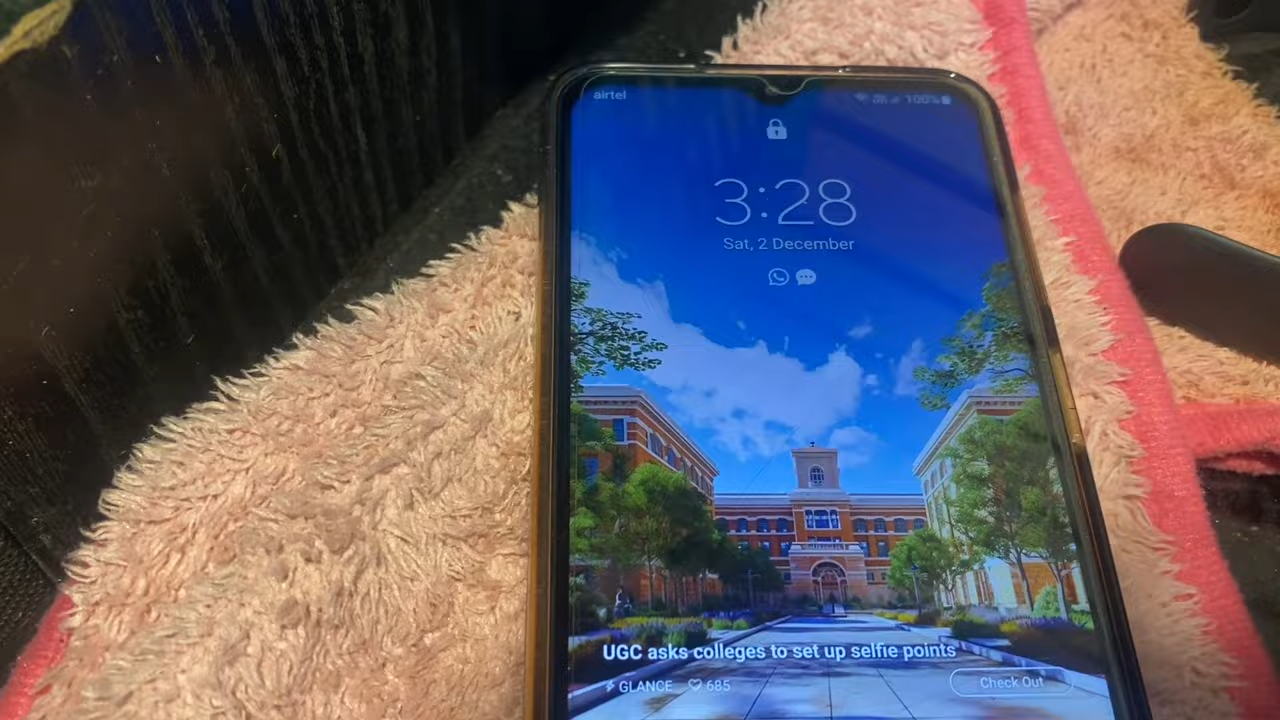 airtel
100%
3:28
Sat, 2 December
UGC asks colleges to set up selfie points
GLANCE 685
Check Out